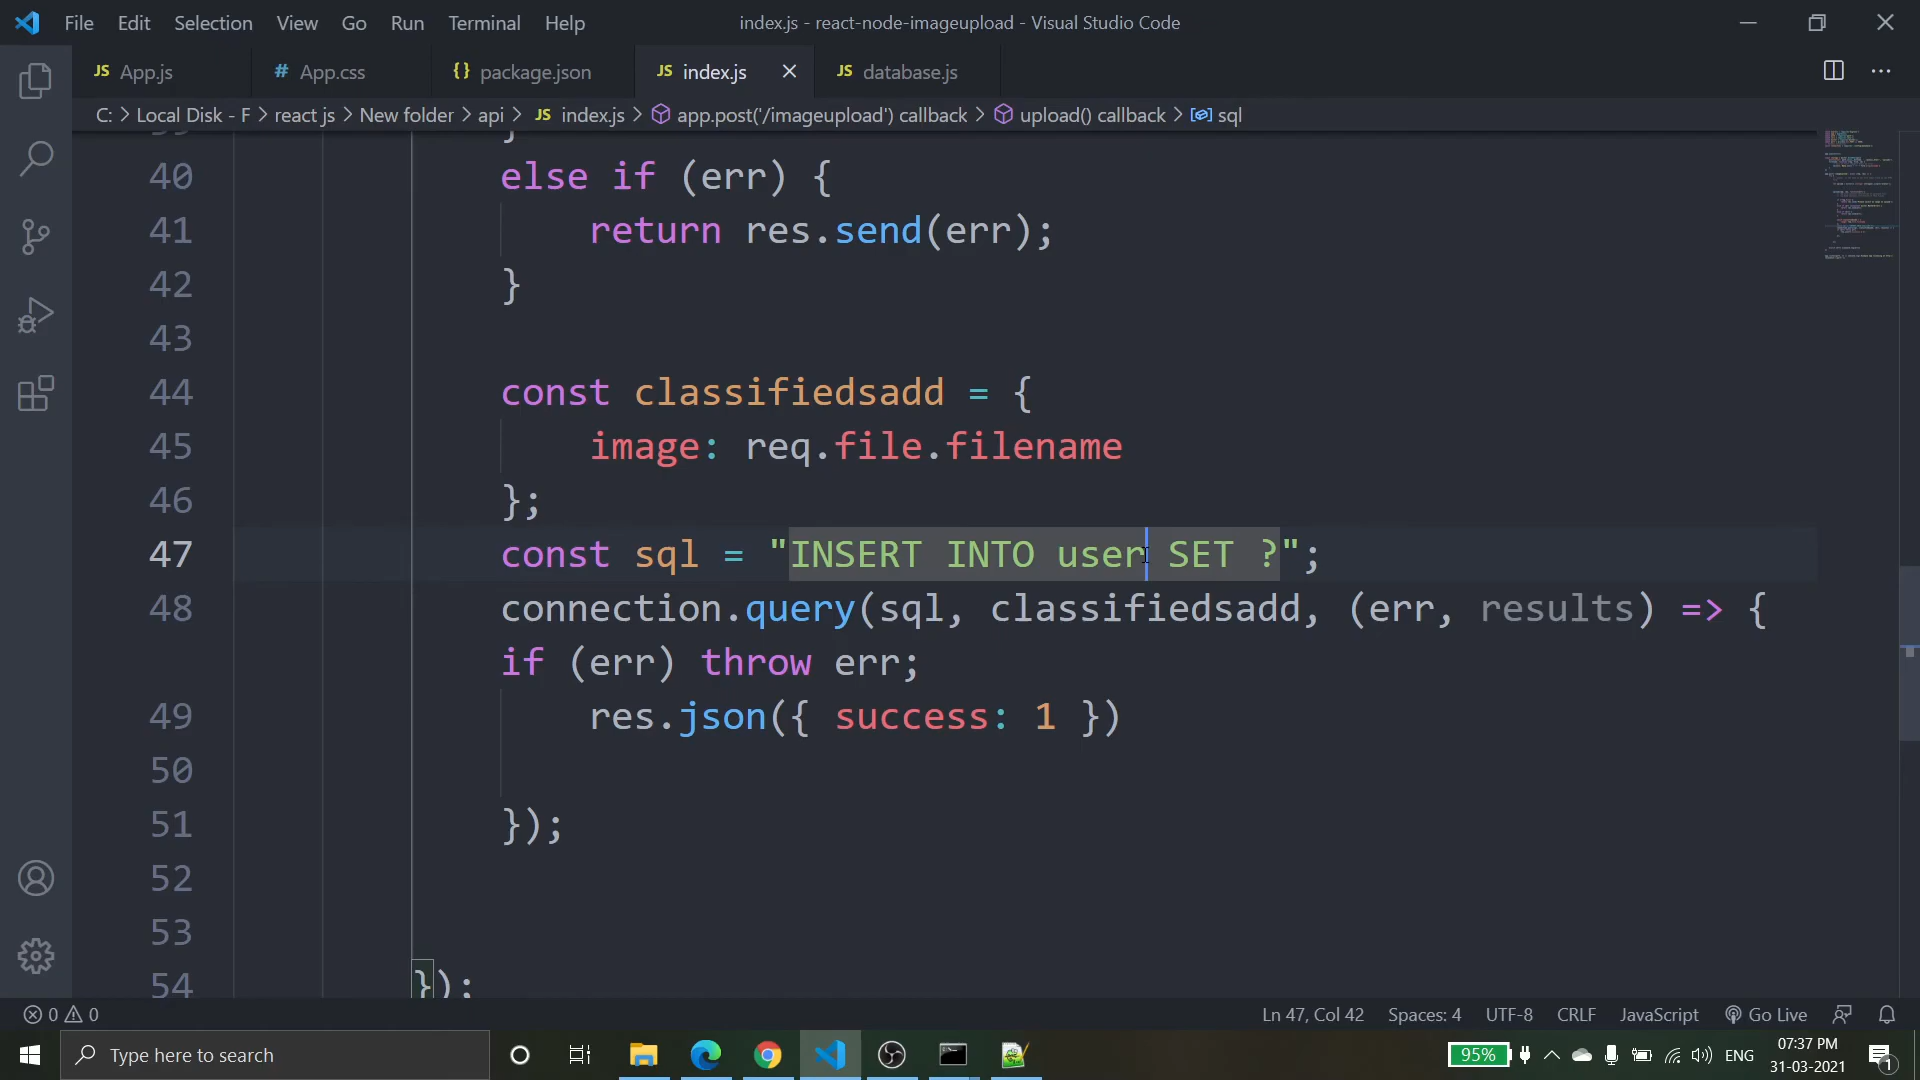 File Edit Selection View Go Run Terminal Help index.js - react-node-imageupload - Visual Studio Code
JS App.js # App.css {} package.json JS index.js JS database.js
C: > Local Disk - F > react js > New folder > api > JS index.js > app.post('/imageupload') callback > upload() callback > sql
40 else if (err) {
41 return res.send(err);
42 }
43
44 const classifiedsadd = {
45 image: req.file.filename
46 };
47 const sql = "INSERT INTO user SET ?";
48 connection.query(sql, classifiedsadd, (err, results) => {
if (err) throw err;
49 res.json({ success: 1 })
50
51 });
52
53
54 });
0 0 Ln 47, Col 42 Spaces: 4 UTF-8 CRLF JavaScript Go Live
Type here to search 95% ENG 07:37 PM
31-03-2021 1